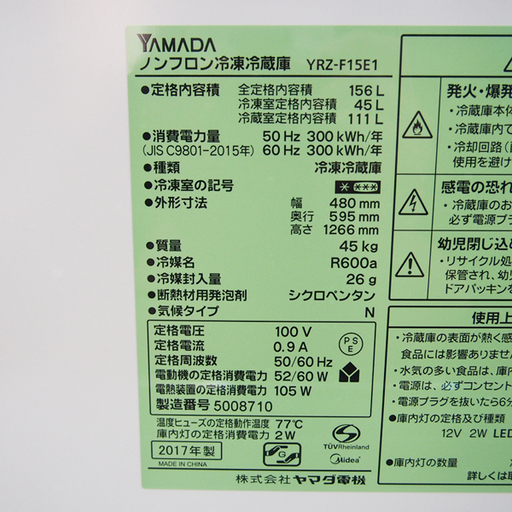 YAMADA
ノンフロン冷凍冷蔵庫 YRZ-F15E1
●定格内容積 全定格内容積 156 L
冷凍室定格内容積 45 L
冷蔵室定格内容積 111 L
●消費電力量 50 Hz 300 kWh/年
(JIS C9801-2015年) 60 Hz 300 kWh/年
●種類 冷凍冷蔵庫
●冷凍室の記号
●外形寸法 幅 480 mm
奥行 595 mm
高さ 1266 mm
●質量 45 kg
●冷媒名 R600a
●冷媒封入量 26 g
●断熱材用発泡剤 シクロペンタン
●気候タイプ N
定格電圧 100 V
定格電流 0.9 A
定格周波数 50/60 Hz
電動機の定格消費電力 52/60 W
電熱装置の定格消費電力 105 W
製造番号 5008710
PSE
温度ヒューズの定格動作温度 77℃
庫内灯の定格消費電力 2 W
2017年製
MADE IN CHINA
G
TÜVRheinland
Midea
株式会社ヤマダ電機
発火・爆発
・冷蔵庫本体
・冷蔵庫内で
・冷却回路(
使用を避け
感電の恐れ
・冷蔵庫のお
必ず電源プラ
幼児閉じ込め
・リサイクル処
保管され、幼
ドアパッキンを
使用上
・冷蔵庫の表面が熱く感
食品には影響ありませ
・水気の多い食品は、庫内
・電源は、必ずコンセント
・電源プラグを抜いたら6分
●庫内灯の定格及び種類
12V 2W LED
●庫内灯の数量
詳しくは取